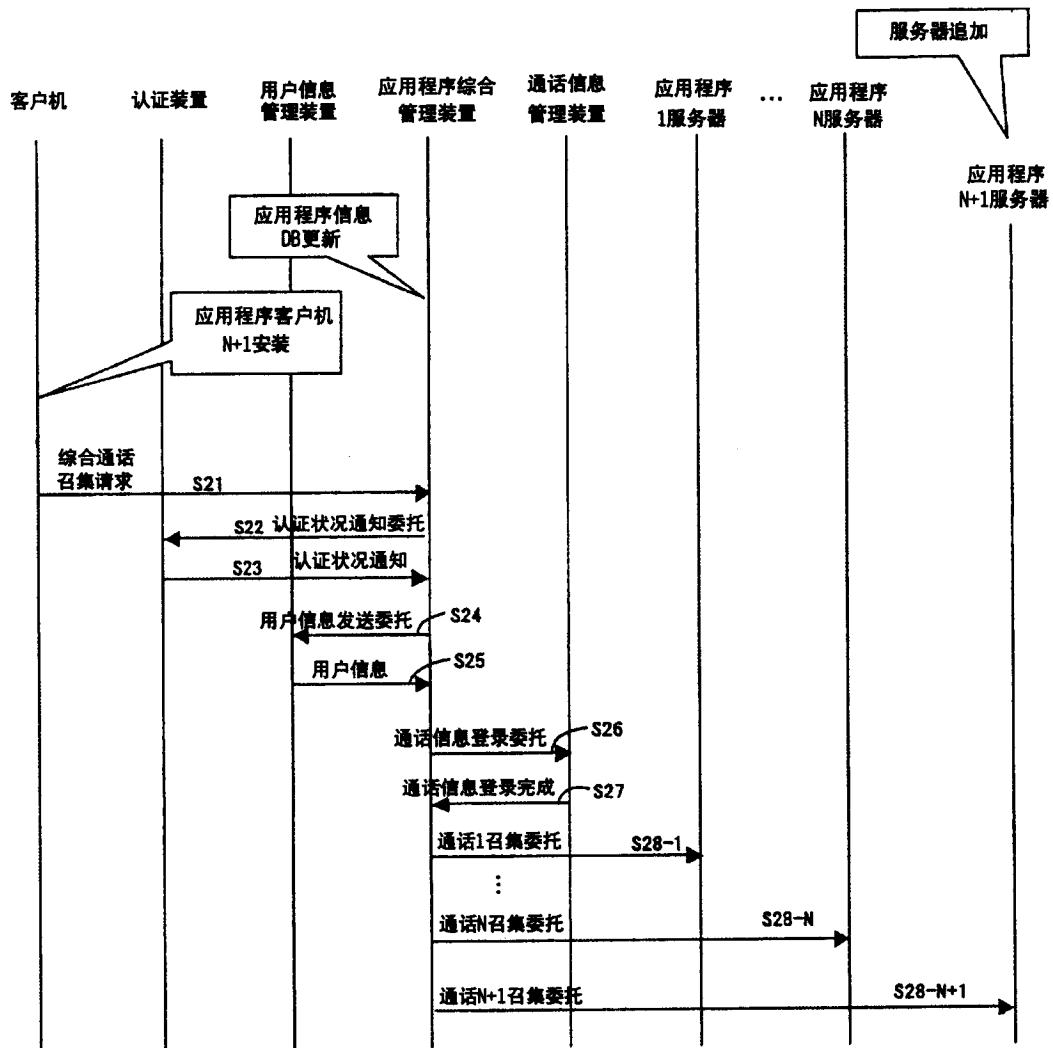 服务器追加
客户机
认证装置
用户信息
管理装置
应用程序综合
管理装置
通话信息
管理装置
应用程序
1服务器
...
应用程序
N服务器
应用程序
N+1服务器
应用程序信息
DB更新
应用程序客户机
N+1安装
综合通话
召集请求
S21
S22
认证状况通知委托
S23
认证状况通知
用户信息发送委托
S24
用户信息
S25
通话信息登录委托
S26
通话信息登录完成
S27
通话1召集委托
S28-1
⋮
通话N召集委托
S28-N
通话N+1召集委托
S28-N+1